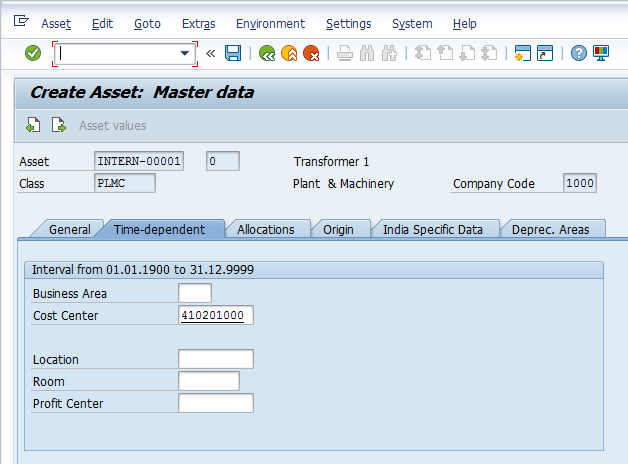 Asset Edit Goto Extras Environment Settings System Help
Create Asset: Master data
Asset values
Asset INTERN-00001 0 Transformer 1
Class PLMC Plant & Machinery Company Code 1000
General Time-dependent Allocations Origin India Specific Data Deprec. Areas
Interval from 01.01.1900 to 31.12.9999
Business Area
Cost Center 410201000
Location
Room
Profit Center